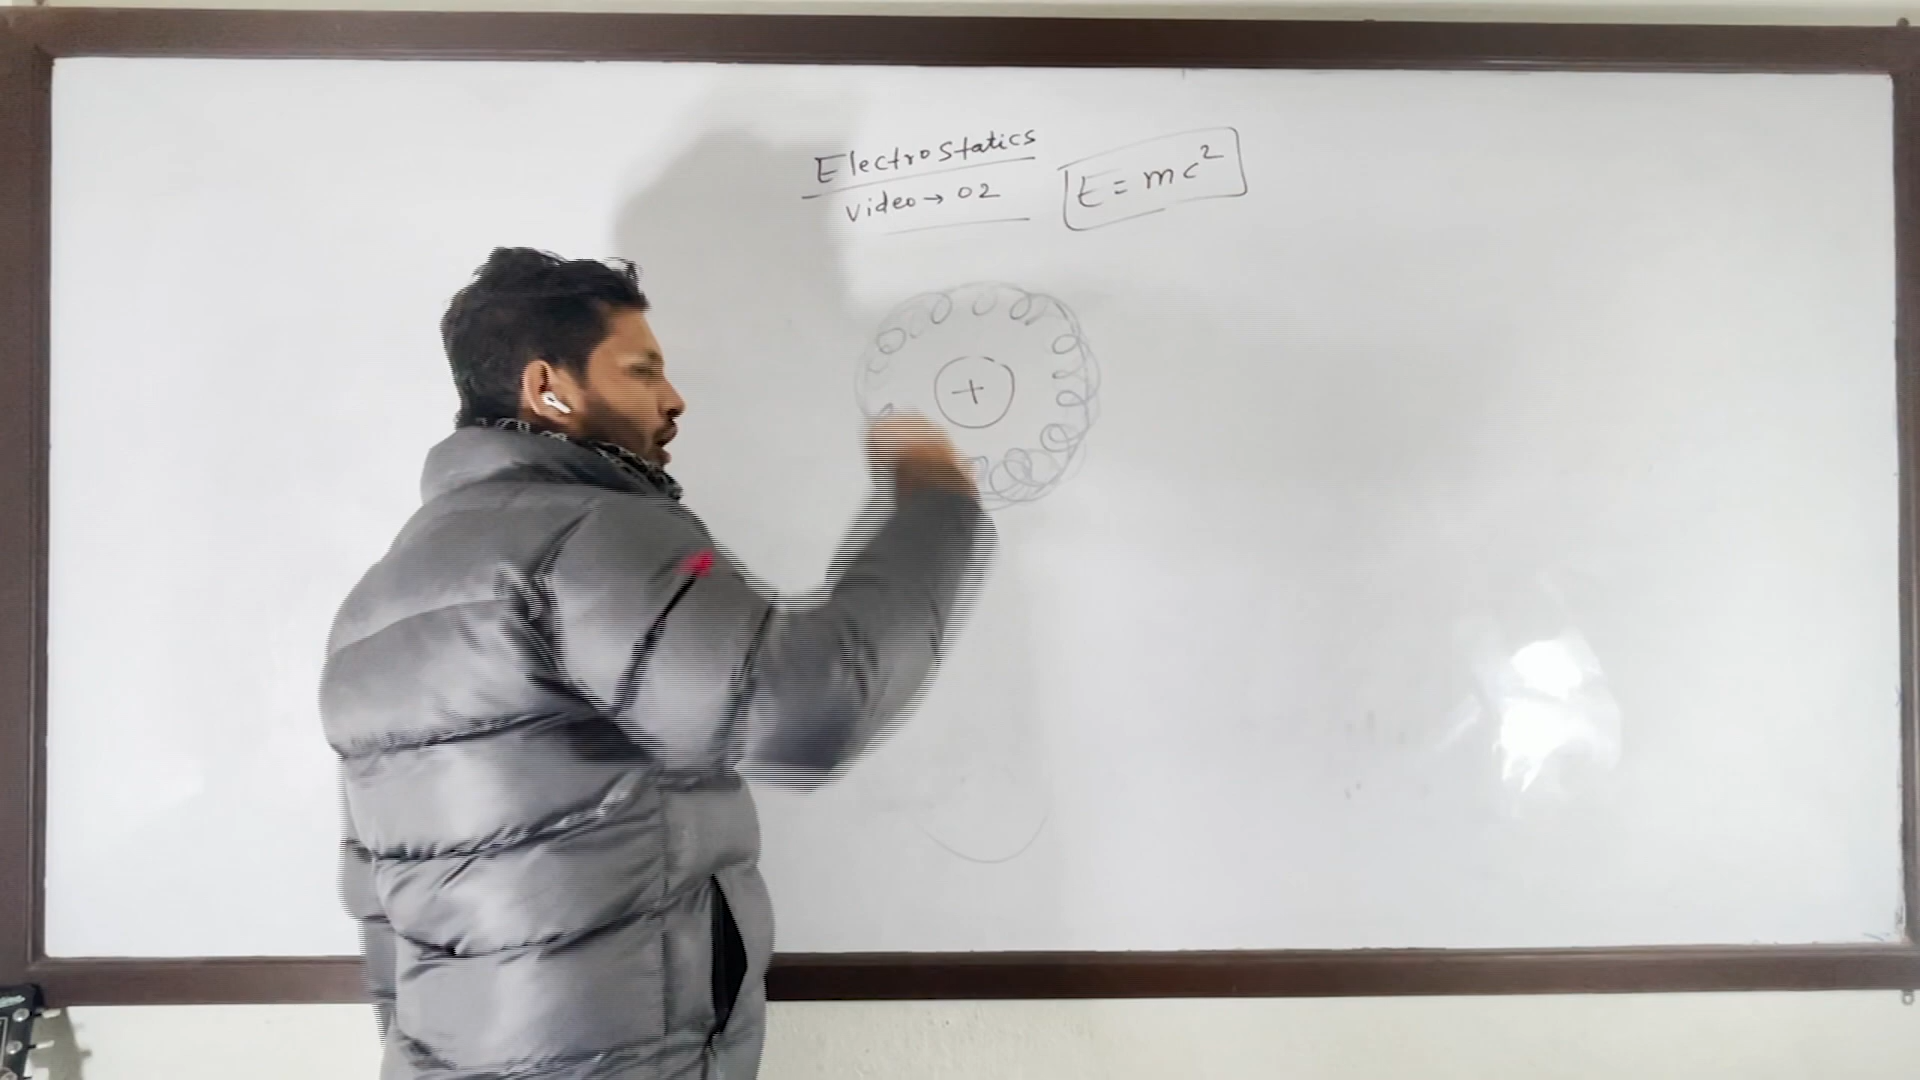 Electrostatics
Video → 02
E = mc²
+